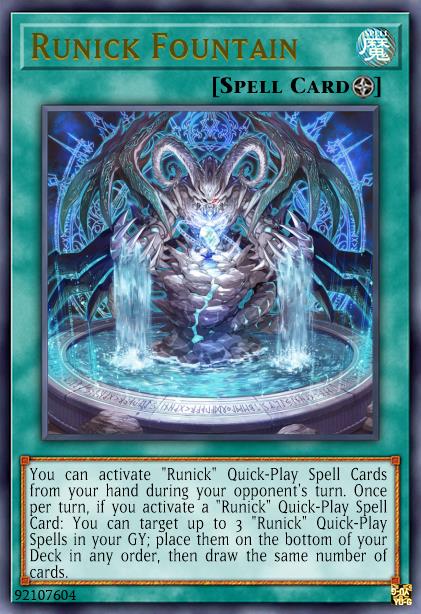 Runick Fountain
SPELL
魔
[Spell Card]
You can activate "Runick" Quick-Play Spell Cards
from your hand during your opponent's turn. Once
per turn, if you activate a "Runick" Quick-Play Spell
Card: You can target up to 3 "Runick" Quick-Play
Spells in your GY; place them on the bottom of your
Deck in any order, then draw the same number of
cards.
92107604